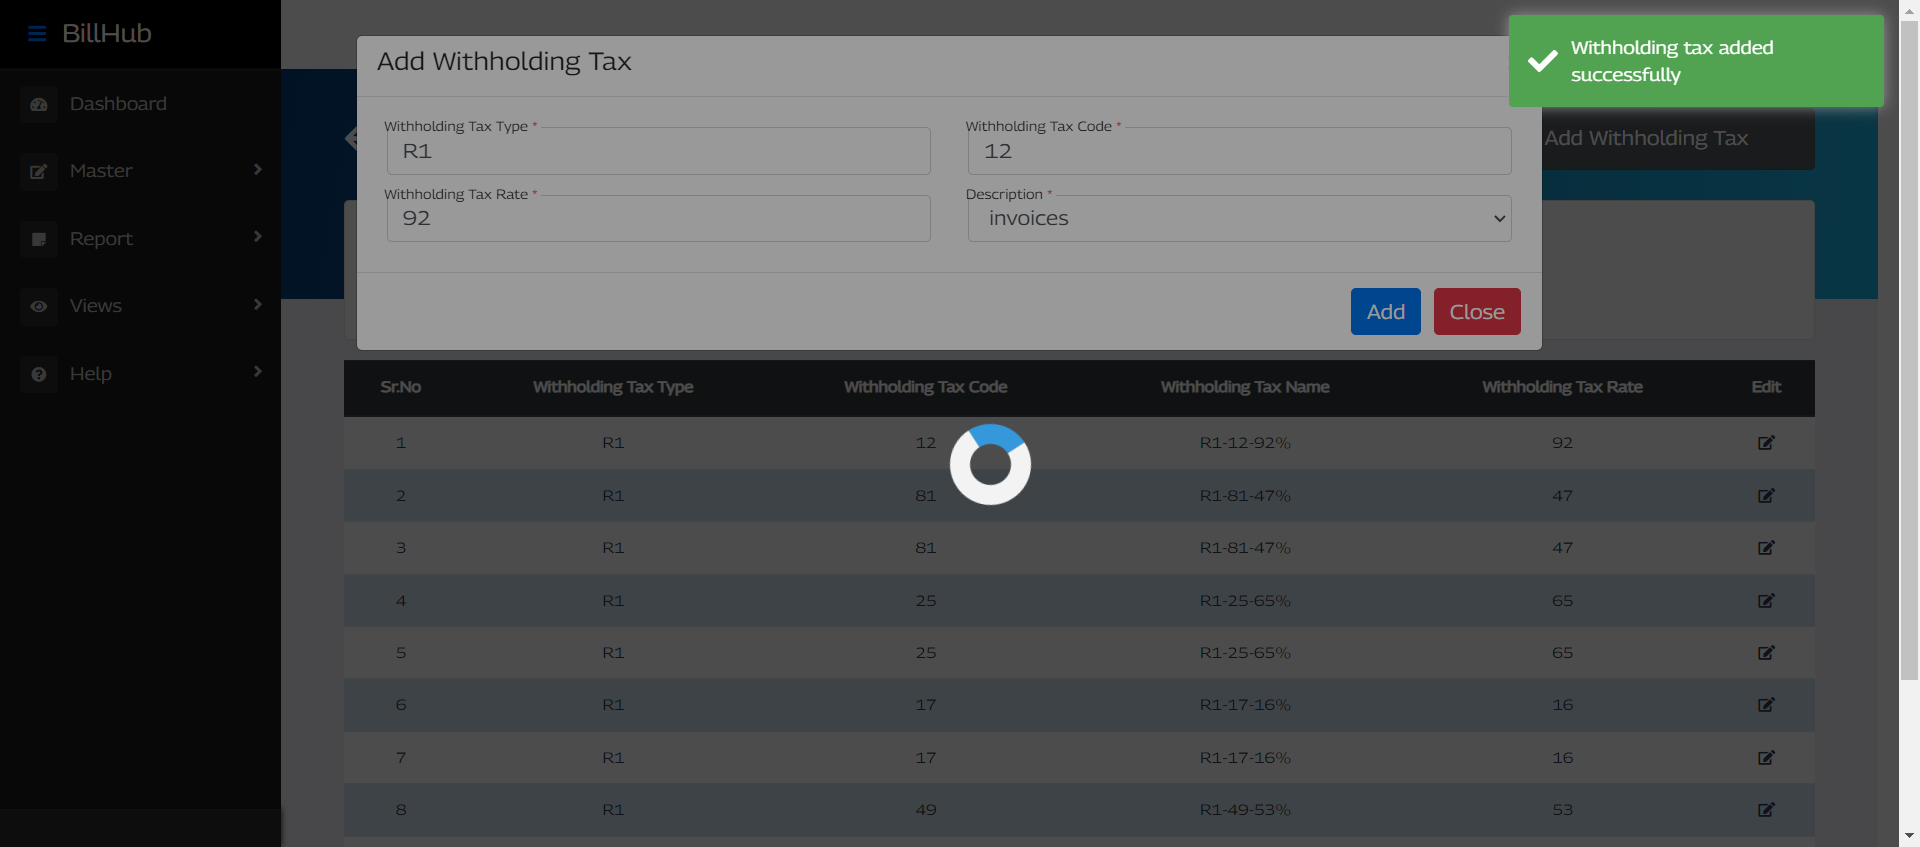 BillHub
Dashboard
Master
Report
Views
Help
Withholding tax added
successfully
Add Withholding Tax
Add Withholding Tax
Withholding Tax Type *
R1
Withholding Tax Code *
12
Withholding Tax Rate *
92
Description *
invoices
Add Close
Sr.No Withholding Tax Type Withholding Tax Code Withholding Tax Name Withholding Tax Rate Edit
1 R1 12 R1-12-92% 92
2 R1 81 R1-81-47% 47
3 R1 81 R1-81-47% 47
4 R1 25 R1-25-65% 65
5 R1 25 R1-25-65% 65
6 R1 17 R1-17-16% 16
7 R1 17 R1-17-16% 16
8 R1 49 R1-49-53% 53